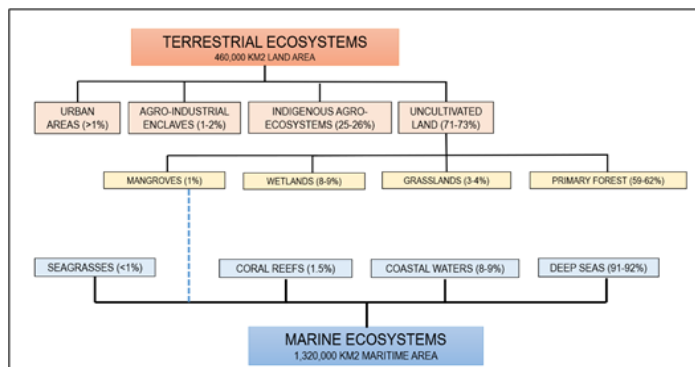 TERRESTRIAL ECOSYSTEMS
460,000 KM2 LAND AREA
URBAN
AREAS (>1%)
AGRO-INDUSTRIAL
ENCLAVES (1-2%)
INDIGENOUS AGRO-
ECOSYSTEMS (25-26%)
UNCULTIVATED
LAND (71-73%)
MANGROVES (1%)
WETLANDS (8-9%)
GRASSLANDS (3-4%)
PRIMARY FOREST (59-62%)
SEAGRASSES (<1%)
CORAL REEFS (1.5%)
COASTAL WATERS (8-9%)
DEEP SEAS (91-92%)
MARINE ECOSYSTEMS
1,320,000 KM2 MARITIME AREA